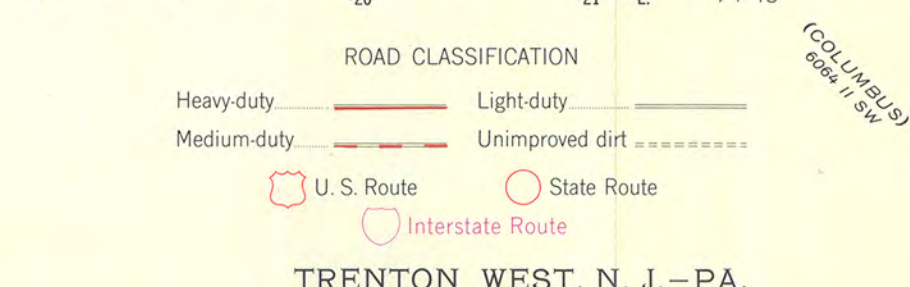 ROAD CLASSIFICATION
Heavy-duty Light-duty
Medium-duty Unimproved dirt
U. S. Route State Route
Interstate Route
(COLUMBUS)
6064 II SW
TRENTON WEST, N. J.–PA.